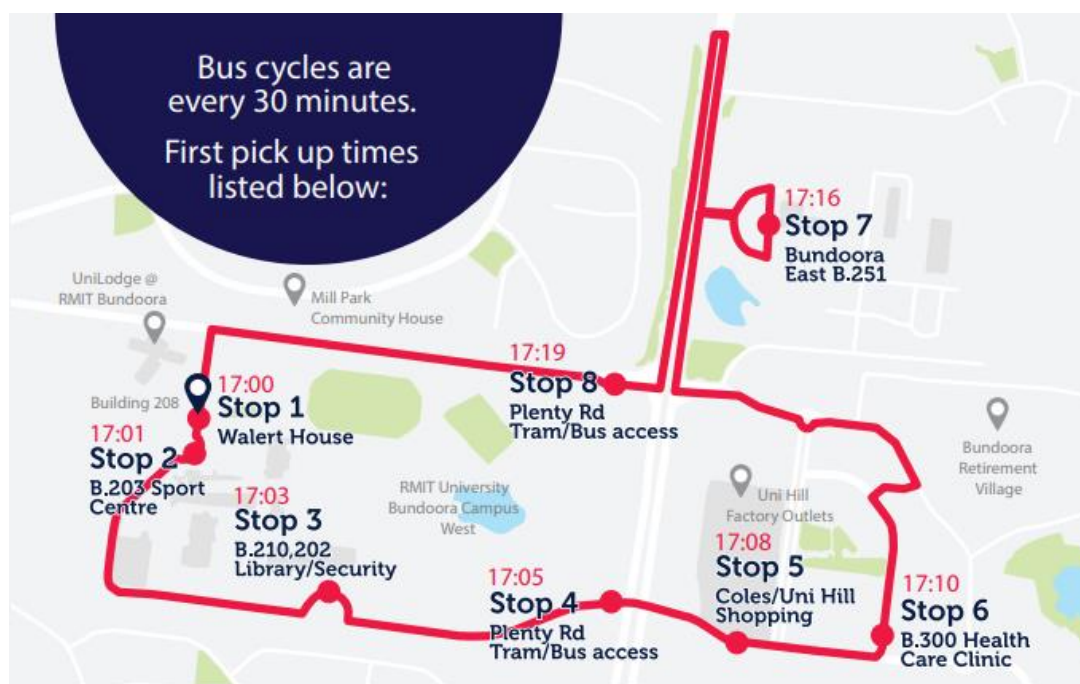 Bus cycles are
every 30 minutes.
First pick up times
listed below:
17:16
Stop 7
Bundoora
East B.251
UniLodge @
RMIT Bundoora
Mill Park
Community House
17:19
Stop 8
Plenty Rd
Tram/Bus access
17:00
Stop 1
Walert House
Building 208
17:01
Stop 2
B.203 Sport
Centre
17:03
Stop 3
B.210,202
Library/Security
RMIT University
Bundoora Campus
West
Uni Hill
Factory Outlets
Bundoora
Retirement
Village
17:05
Stop 4
Plenty Rd
Tram/Bus access
17:08
Stop 5
Coles/Uni Hill
Shopping
17:10
Stop 6
B.300 Health
Care Clinic